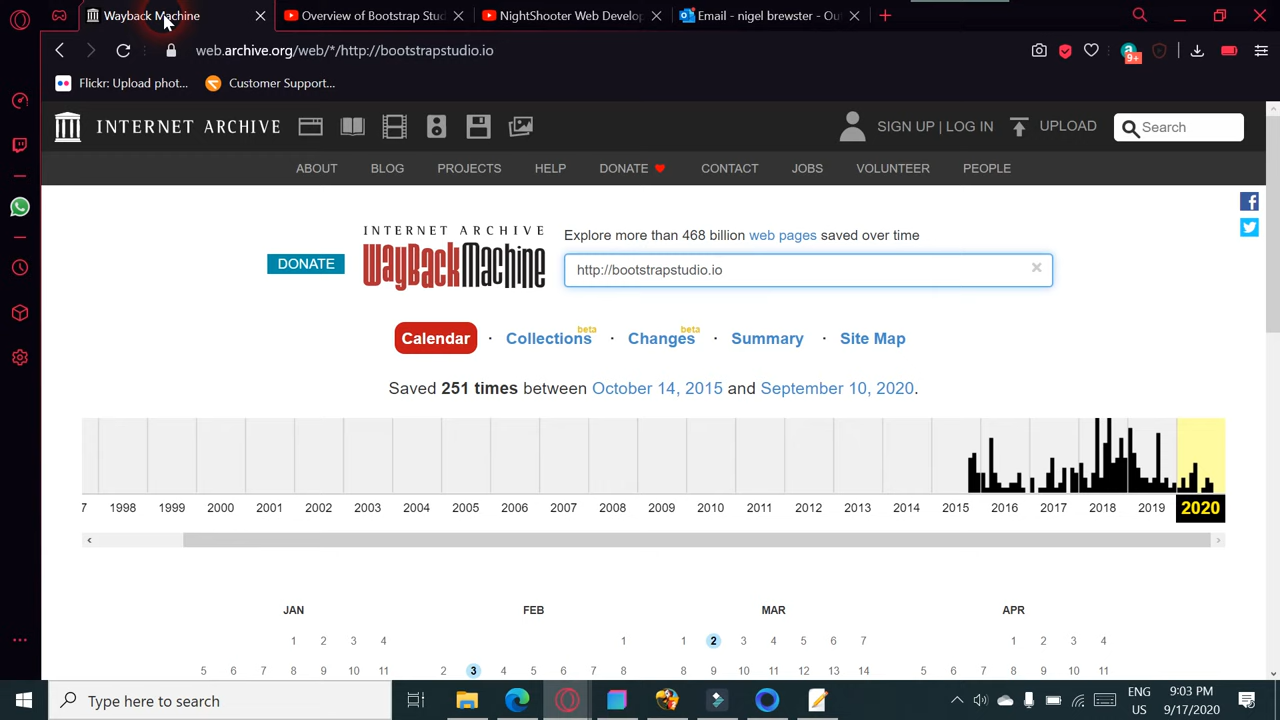 Wayback Machine
Overview of Bootstrap Stud
NightShooter Web Develop
Email - nigel brewster - Out
web.archive.org/web/*/http://bootstrapstudio.io
9+
Flickr: Upload phot...
Customer Support...
INTERNET ARCHIVE
SIGN UP | LOG IN
UPLOAD
Search
ABOUT BLOG PROJECTS HELP DONATE CONTACT JOBS VOLUNTEER PEOPLE
DONATE
INTERNET ARCHIVE
WayBackMachine
Explore more than 468 billion web pages saved over time
http://bootstrapstudio.io
Calendar · Collections beta · Changes beta · Summary · Site Map
Saved 251 times between October 14, 2015 and September 10, 2020.
7 1998 1999 2000 2001 2002 2003 2004 2005 2006 2007 2008 2009 2010 2011 2012 2013 2014 2015 2016 2017 2018 2019 2020
JAN FEB MAR APR
1 2 3 4 1 1 2 3 4 5 6 7 1 2 3 4
5 6 7 8 9 10 11 2 3 4 5 6 7 8 8 9 10 11 12 13 14 5 6 7 8 9 10 11
Type here to search
ENG
US
9:03 PM
9/17/2020